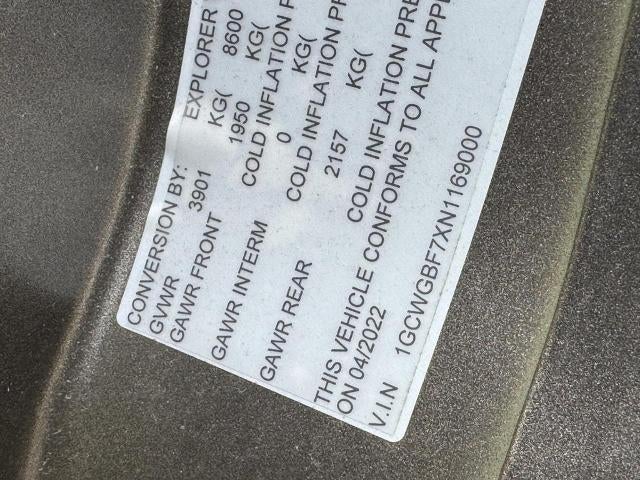 CONVERSION BY: EXPLORER
GVWR 3901 KG( 8600
GAWR FRONT 1950 KG(
COLD INFLATION
GAWR INTERM 0 KG(
COLD INFLATION PR
GAWR REAR 2157 KG(
COLD INFLATION PRE
THIS VEHICLE CONFORMS TO ALL APPL
ON 04/2022
V.I.N 1GCWGBF7XN1169000